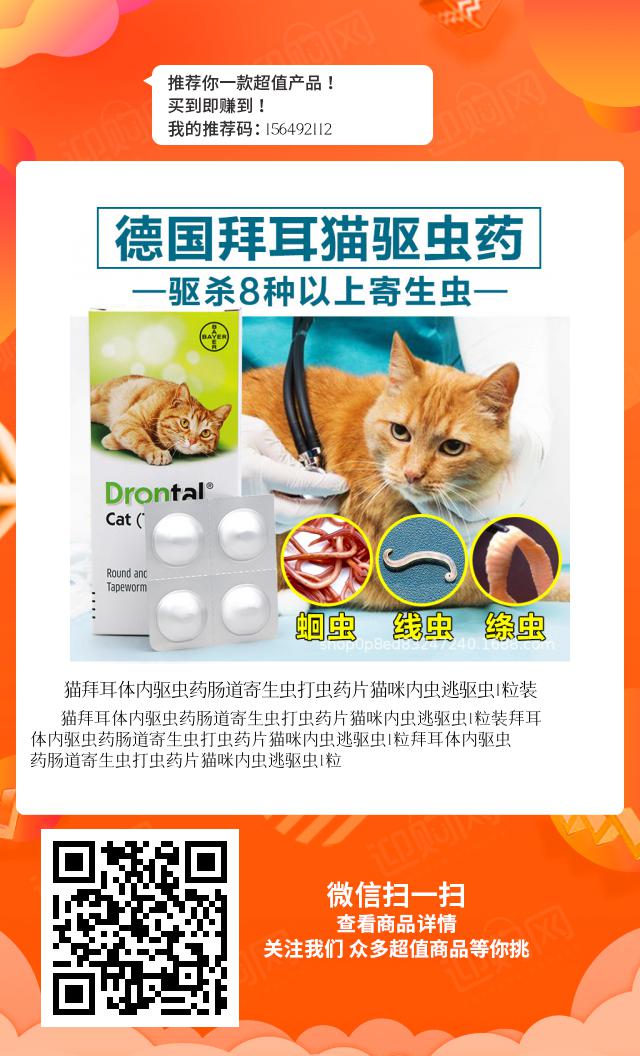 推荐你一款超值产品！
买到即赚到！
我的推荐码：156492112
德国拜耳猫驱虫药
—驱杀8种以上寄生虫—
BAYER
BAYER
Drontal®
Cat (
Round and
Tapeworm
蛔虫
线虫
绦虫
shop0p8ed83247240.1688.com
猫拜耳体内驱虫药肠道寄生虫打虫药片猫咪内虫逃驱虫1粒装
猫拜耳体内驱虫药肠道寄生虫打虫药片猫咪内虫逃驱虫1粒装拜耳
体内驱虫药肠道寄生虫打虫药片猫咪内虫逃驱虫1粒拜耳体内驱虫
药肠道寄生虫打虫药片猫咪内虫逃驱虫1粒
微信扫一扫
查看商品详情
关注我们 众多超值商品等你挑